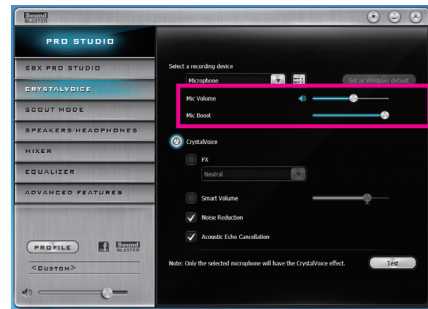 Sound
BLASTER
PRO STUDIO
SBX PRO STUDIO
CRYSTALVOICE
SCOUT MODE
SPEAKERS/HEADPHONES
MIXER
EQUALIZER
ADVANCED FEATURES
PROFILE
f
Sound
BLASTER
<CUSTOM>
Select a recording device
Microphone
Set as Windows default
Mic Volume
Mic Boost
CrystalVoice
FX
Neutral
Smart Volume
Noise Reduction
Acoustic Echo Cancellation
Note: Only the selected microphone will have the CrystalVoice effect.
Test